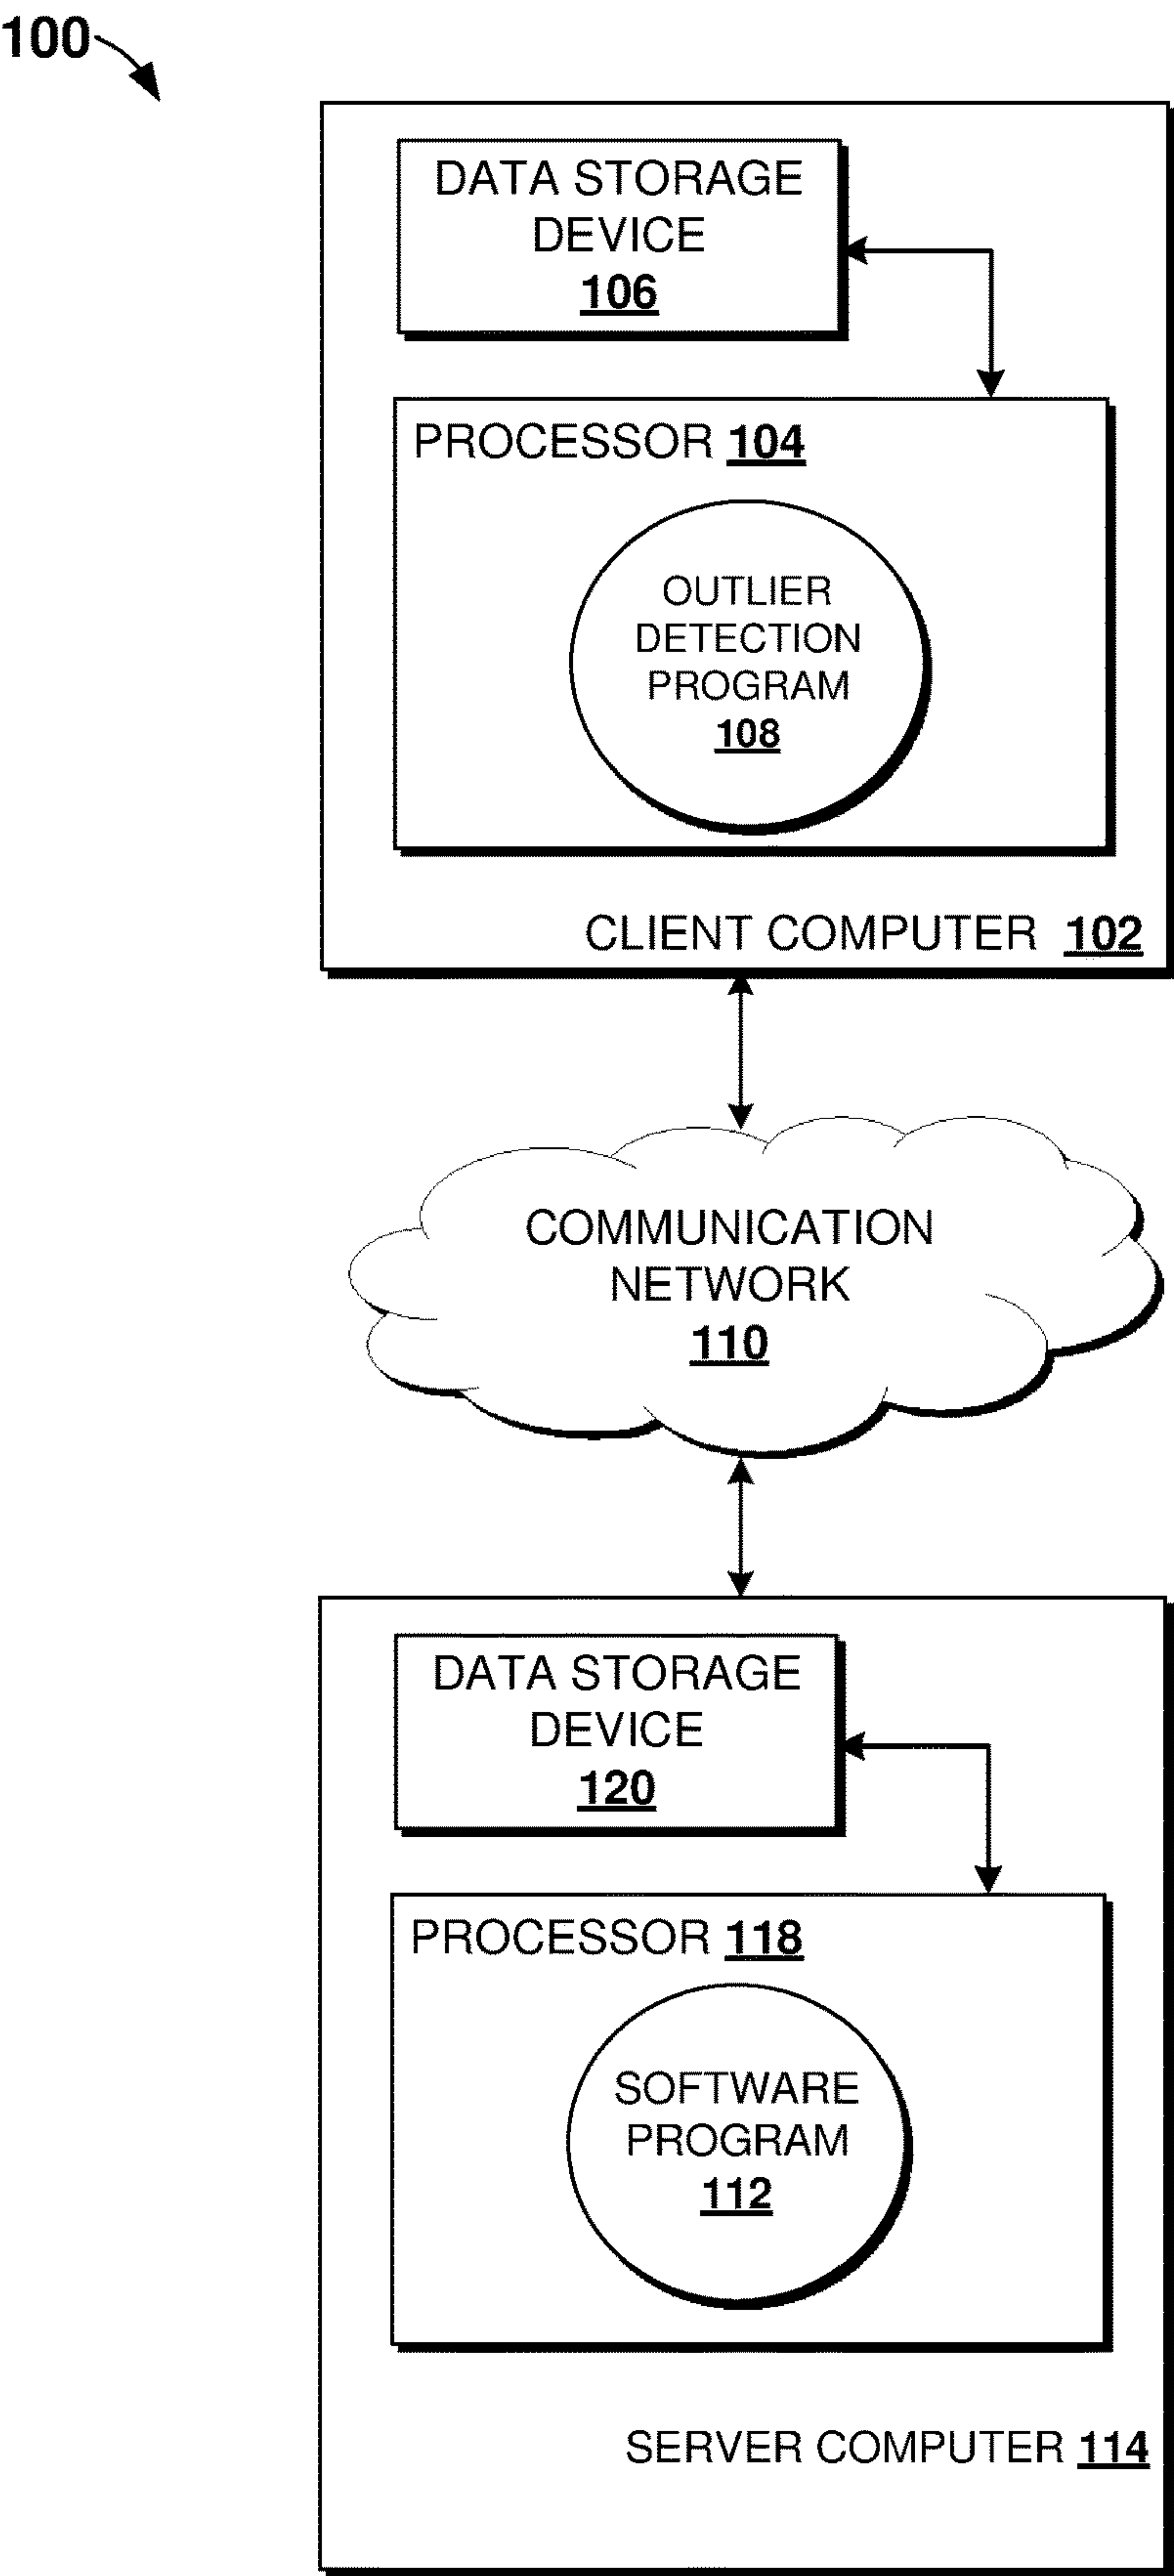 100
DATA STORAGE
DEVICE
106
PROCESSOR 104
OUTLIER
DETECTION
PROGRAM
108
CLIENT COMPUTER 102
COMMUNICATION
NETWORK
110
DATA STORAGE
DEVICE
120
PROCESSOR 118
SOFTWARE
PROGRAM
112
SERVER COMPUTER 114